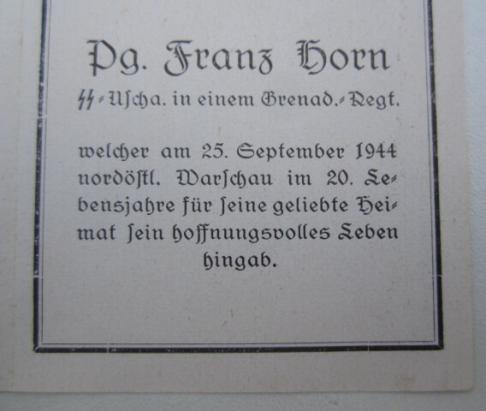 Pg. Franz Horn
ᛋᛋ-Uscha. in einem Grenad.-Regt.
welcher am 25. September 1944
nordöstl. Warschau im 20. Le-
bensjahre für seine geliebte Hei-
mat sein hoffnungsvolles Leben
hingab.